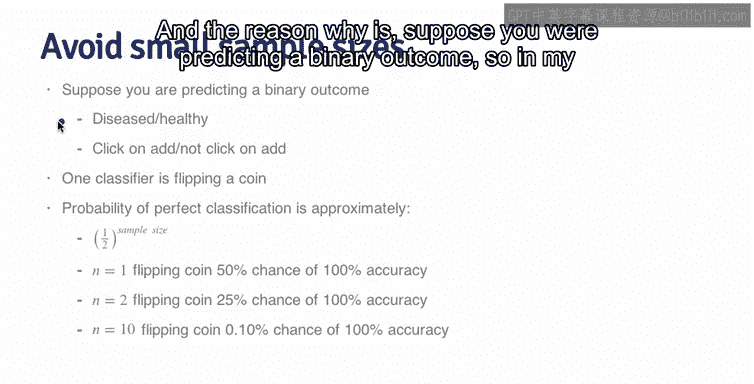 And the reason why is, suppose you were
Avoid small sample sizes
predicting a binary outcome, so in my
· Suppose you are predicting a binary outcome
- Diseased/healthy
- Click on add/not click on add
· One classifier is flipping a coin
· Probability of perfect classification is approximately:
- (1/2)^sample size
- n = 1 flipping coin 50% chance of 100% accuracy
- n = 2 flipping coin 25% chance of 100% accuracy
- n = 10 flipping coin 0.10% chance of 100% accuracy